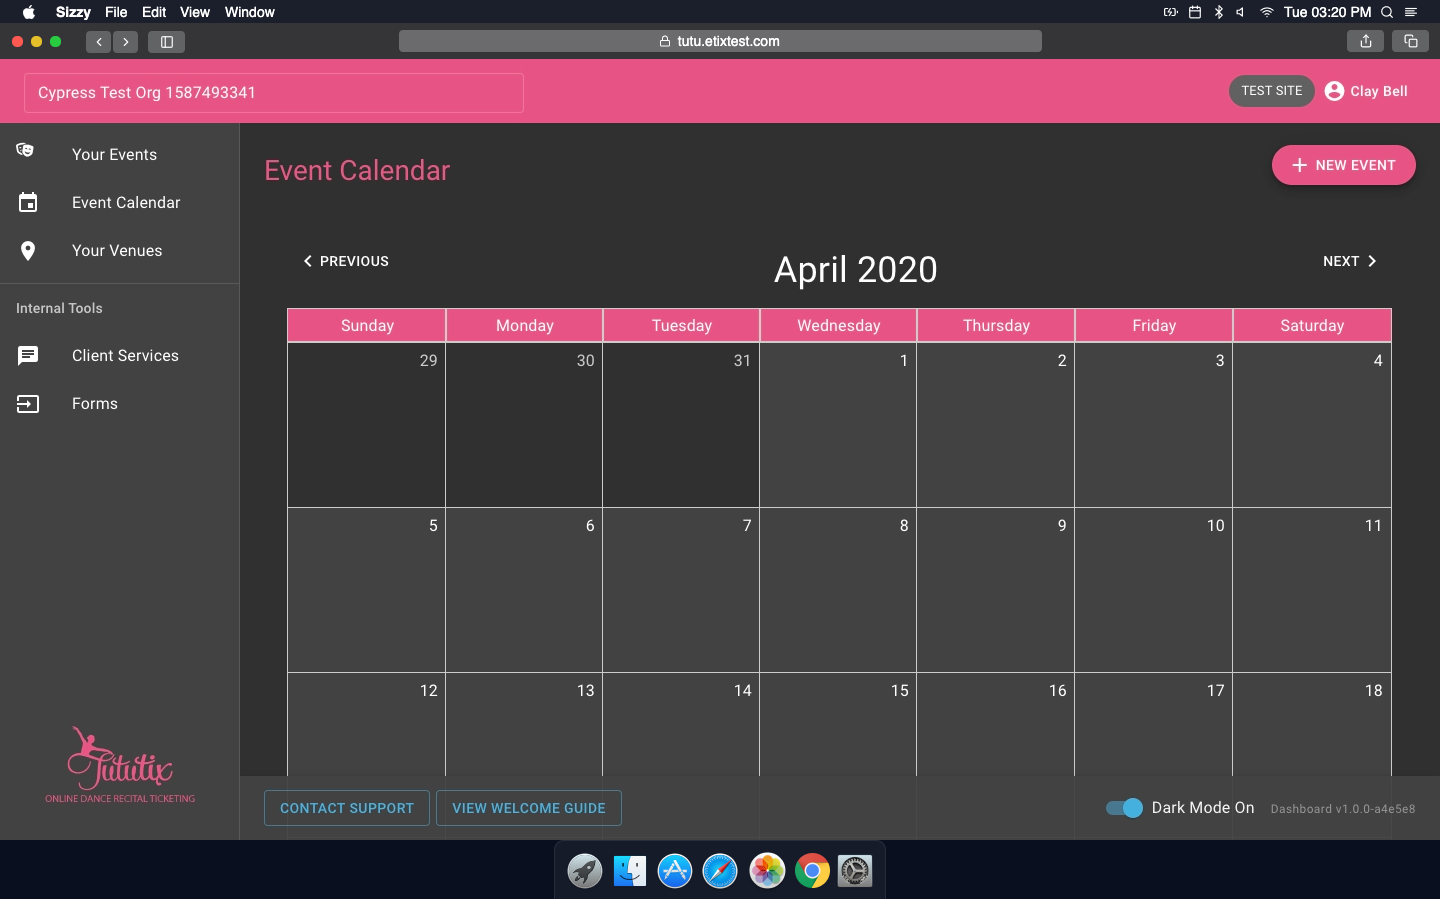 Sizzy File Edit View Window Tue 03:20 PM
tutu.etixtest.com
Cypress Test Org 1587493341
TEST SITE
Clay Bell
Your Events
Event Calendar
Your Venues
Internal Tools
Client Services
Forms
Tututix
ONLINE DANCE RECITAL TICKETING
Event Calendar
NEW EVENT
PREVIOUS
April 2020
NEXT
Sunday Monday Tuesday Wednesday Thursday Friday Saturday
29 30 31 1 2 3 4
5 6 7 8 9 10 11
12 13 14 15 16 17 18
CONTACT SUPPORT
VIEW WELCOME GUIDE
Dark Mode On
Dashboard v1.0.0-a4e5e8